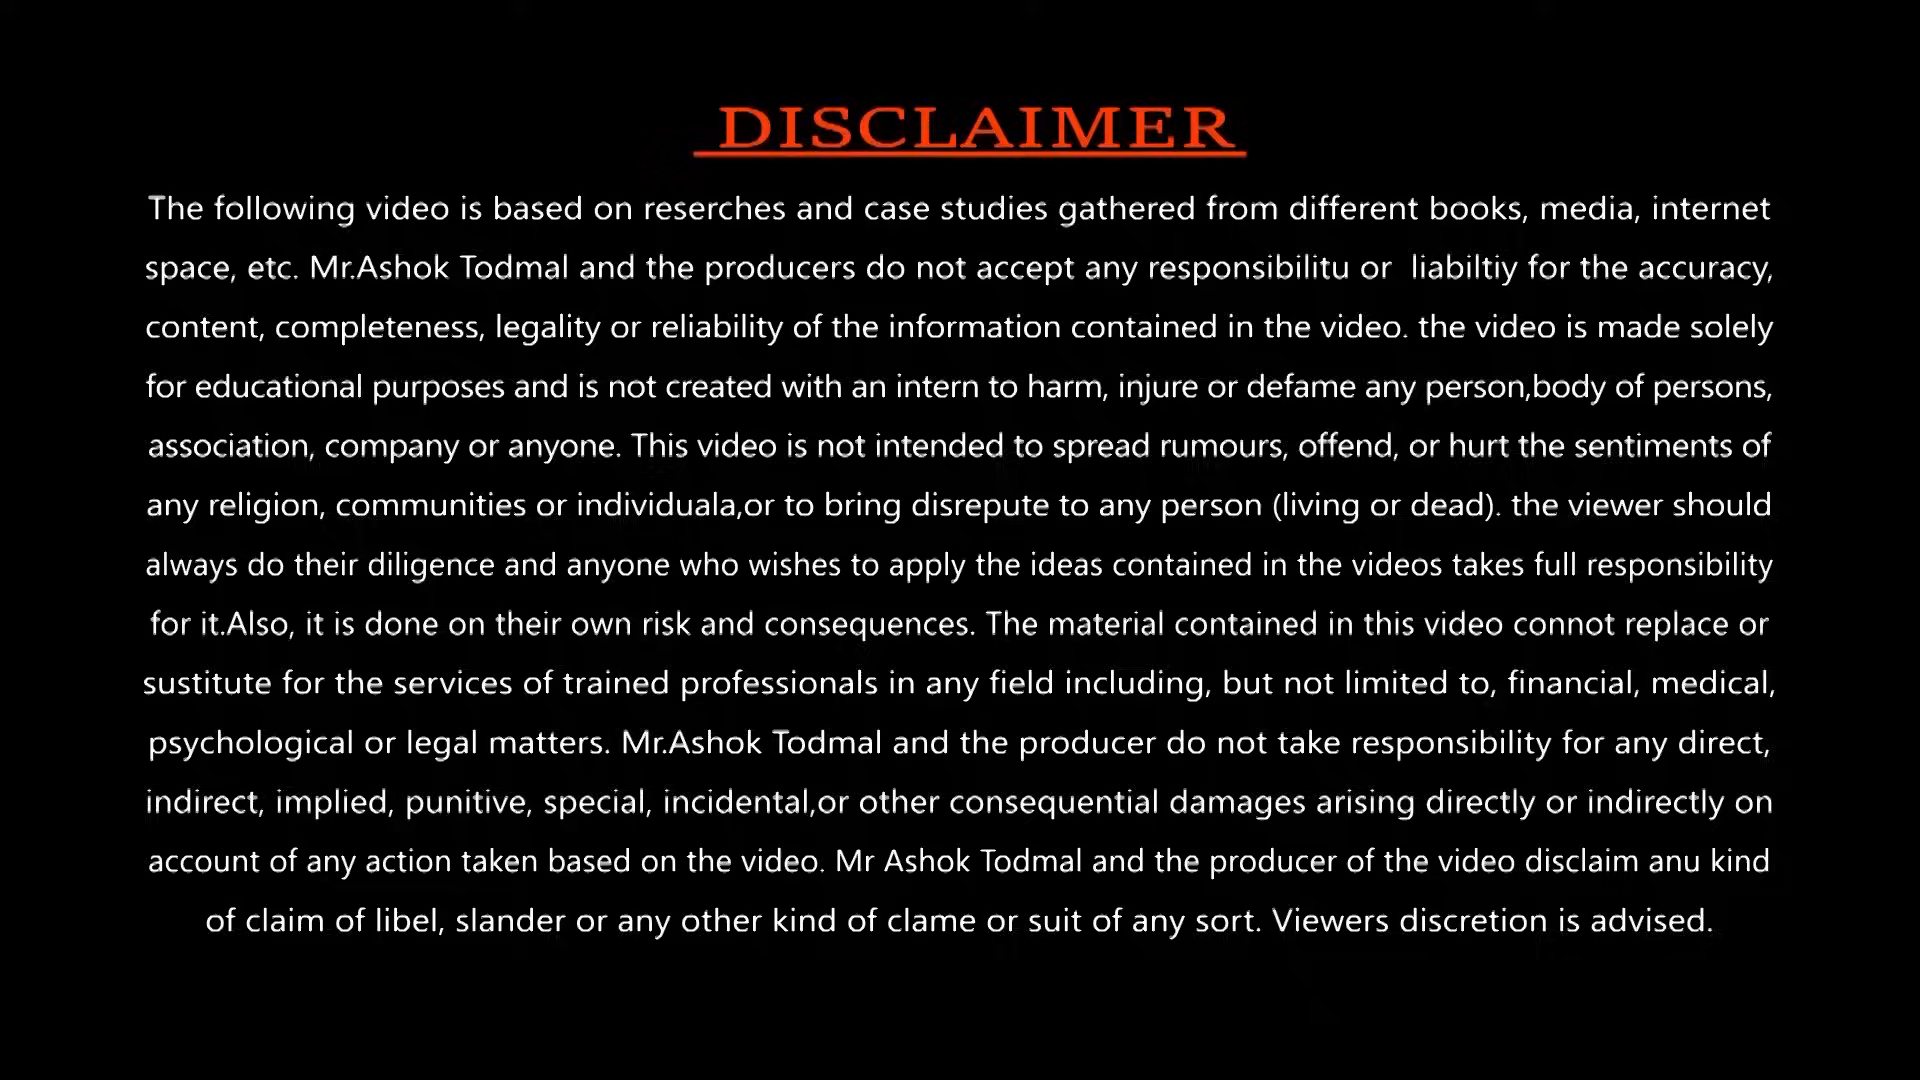 DISCLAIMER
The following video is based on reserches and case studies gathered from different books, media, internet
space, etc. Mr.Ashok Todmal and the producers do not accept any responsibilitu or liabiltiy for the accuracy,
content, completeness, legality or reliability of the information contained in the video. the video is made solely
for educational purposes and is not created with an intern to harm, injure or defame any person,body of persons,
association, company or anyone. This video is not intended to spread rumours, offend, or hurt the sentiments of
any religion, communities or individuala,or to bring disrepute to any person (living or dead). the viewer should
always do their diligence and anyone who wishes to apply the ideas contained in the videos takes full responsibility
for it.Also, it is done on their own risk and consequences. The material contained in this video connot replace or
sustitute for the services of trained professionals in any field including, but not limited to, financial, medical,
psychological or legal matters. Mr.Ashok Todmal and the producer do not take responsibility for any direct,
indirect, implied, punitive, special, incidental,or other consequential damages arising directly or indirectly on
account of any action taken based on the video. Mr Ashok Todmal and the producer of the video disclaim anu kind
of claim of libel, slander or any other kind of clame or suit of any sort. Viewers discretion is advised.